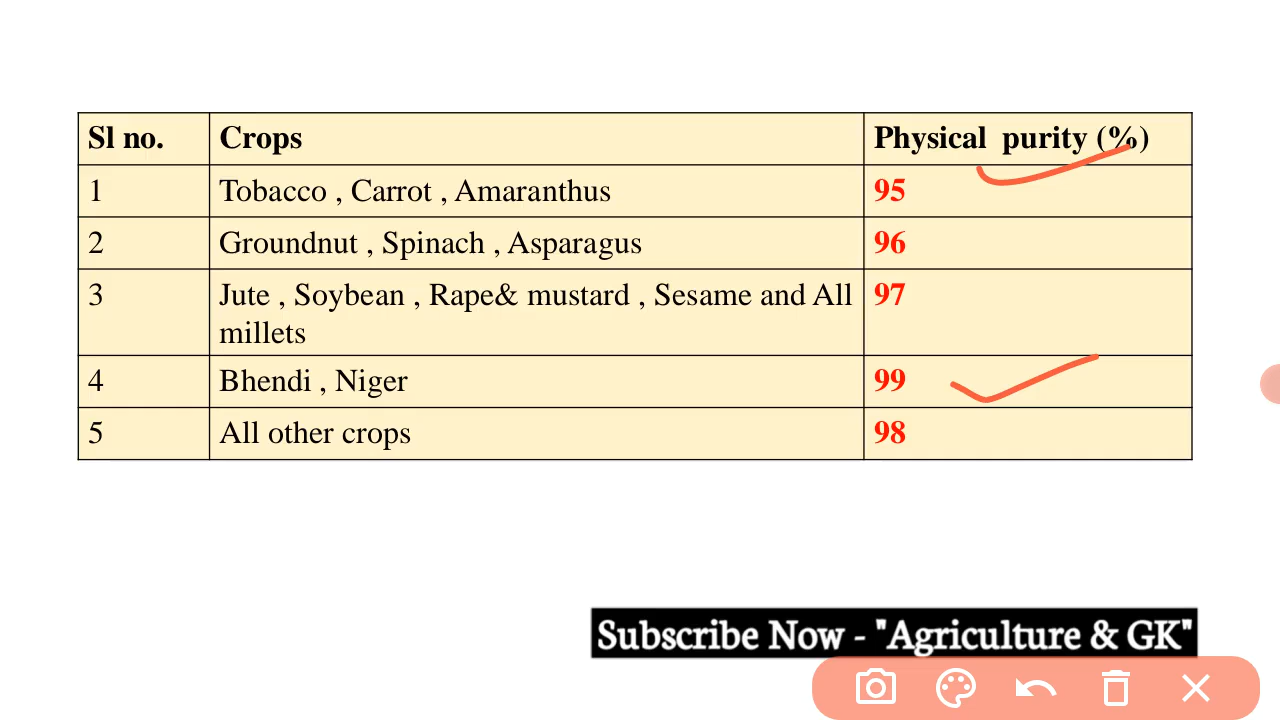 Sl no. Crops Physical purity (%)
1 Tobacco , Carrot , Amaranthus 95
2 Groundnut , Spinach , Asparagus 96
3 Jute , Soybean , Rape& mustard , Sesame and All 97
millets
4 Bhendi , Niger 99
5 All other crops 98
Subscribe Now - "Agriculture & GK"